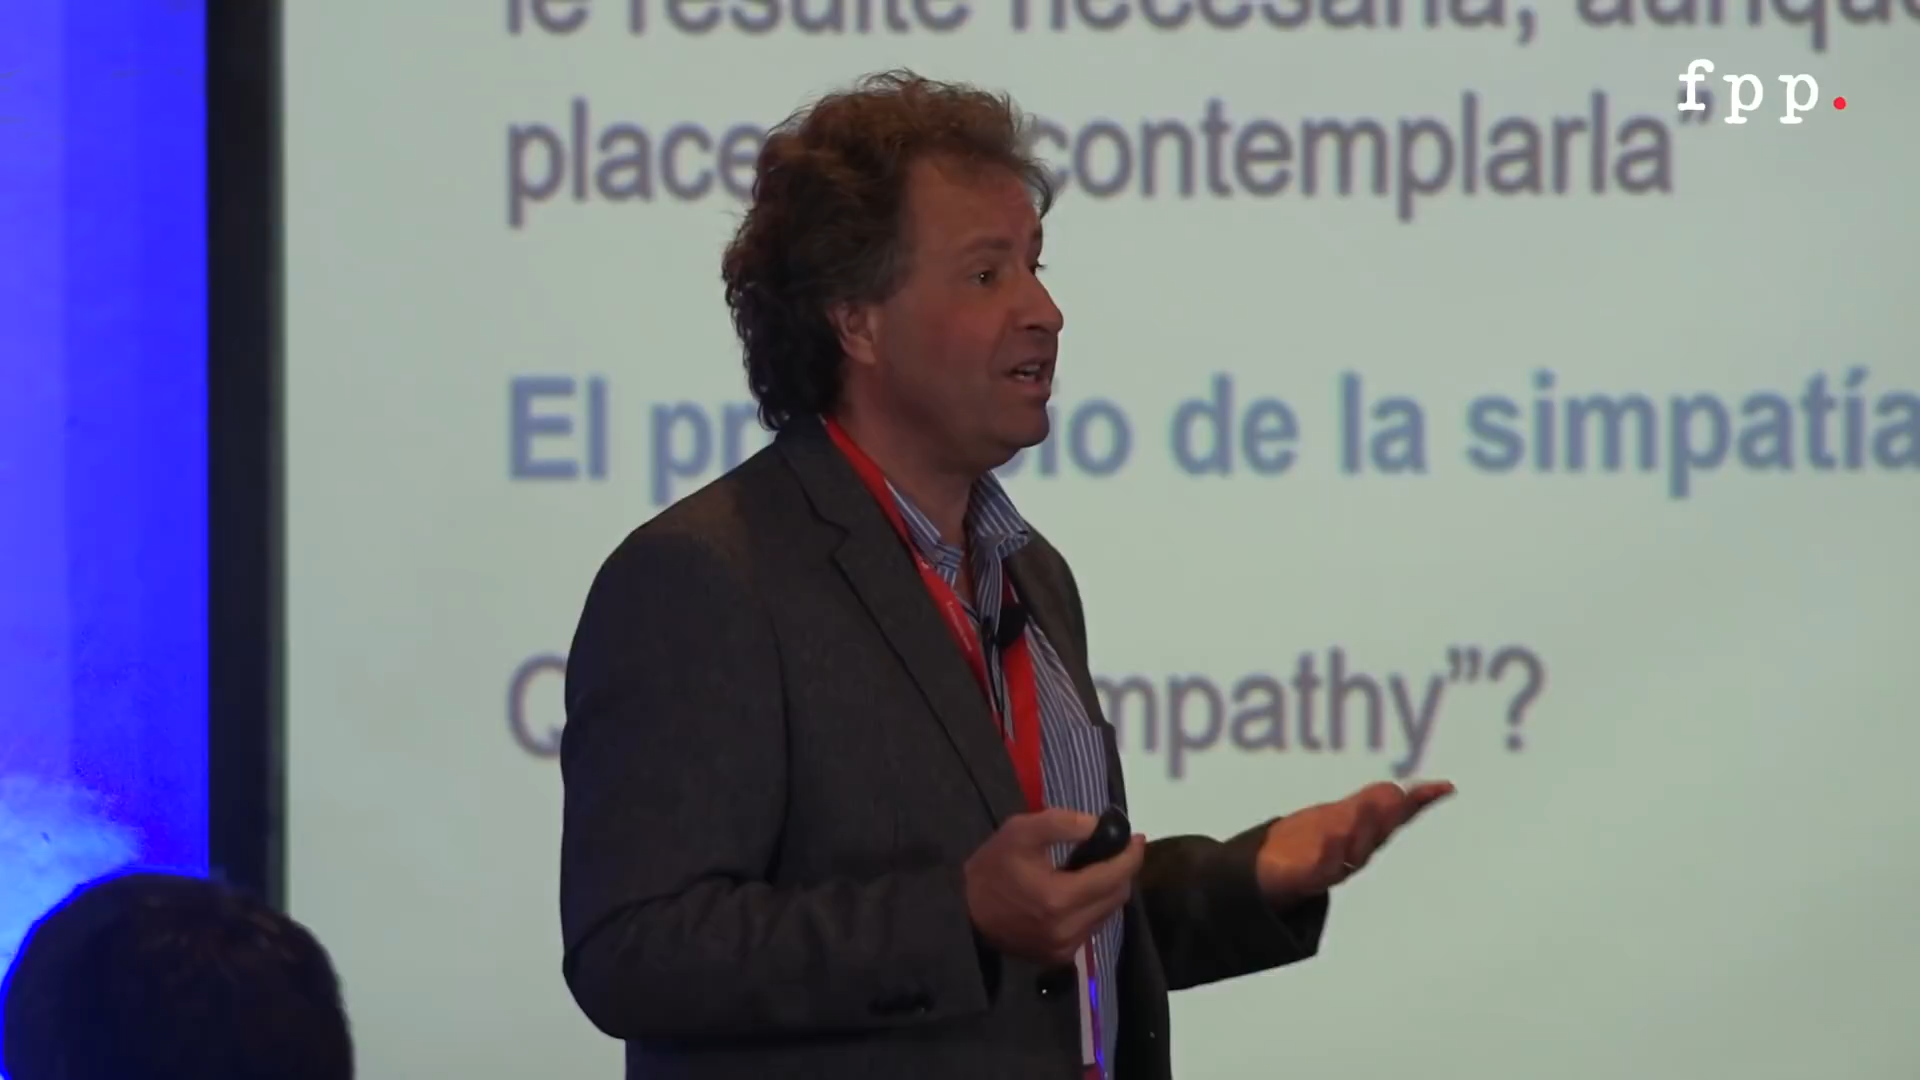 le resulte necesaria, aunque
fpp.
place contemplarla”
El pr io de la simpatía
Q mpathy”?